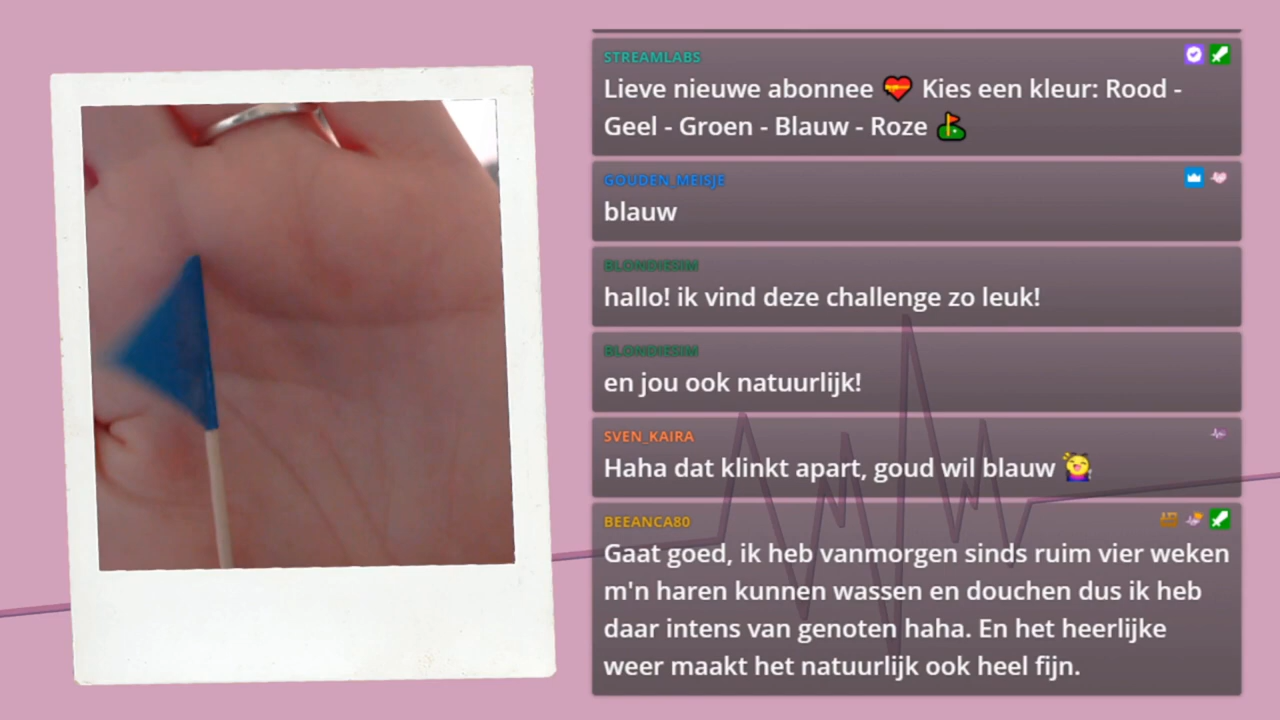 STREAMLABS
Lieve nieuwe abonnee Kies een kleur: Rood -
Geel - Groen - Blauw - Roze
GOUDEN_MEISJE
blauw
BLONDIESIM
hallo! ik vind deze challenge zo leuk!
BLONDIESIM
en jou ook natuurlijk!
SVEN_KAIRA
Haha dat klinkt apart, goud wil blauw
BEEANCA80
Gaat goed, ik heb vanmorgen sinds ruim vier weken
m'n haren kunnen wassen en douchen dus ik heb
daar intens van genoten haha. En het heerlijke
weer maakt het natuurlijk ook heel fijn.